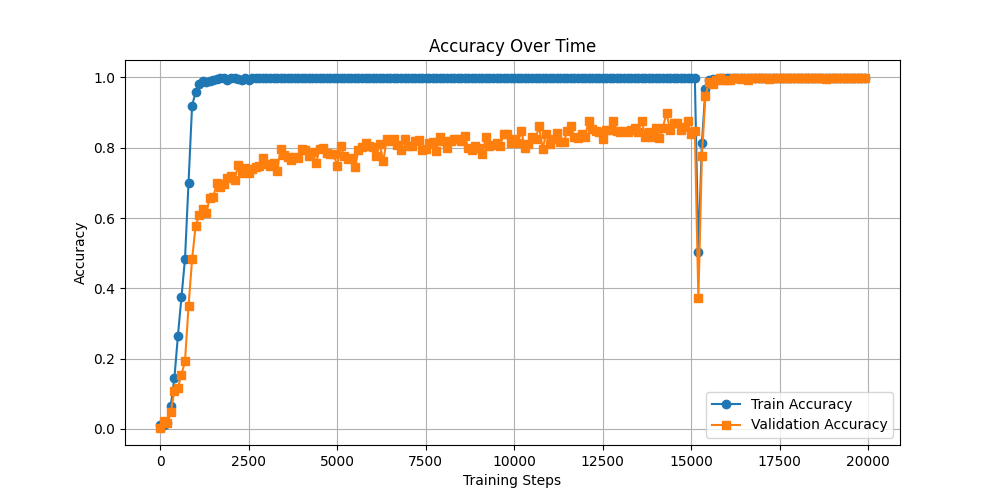 Accuracy Over Time
1.0
0.8
0.6
0.4
0.2
0.0
Accuracy
0 2500 5000 7500 10000 12500 15000 17500 20000
Training Steps
Train Accuracy
Validation Accuracy